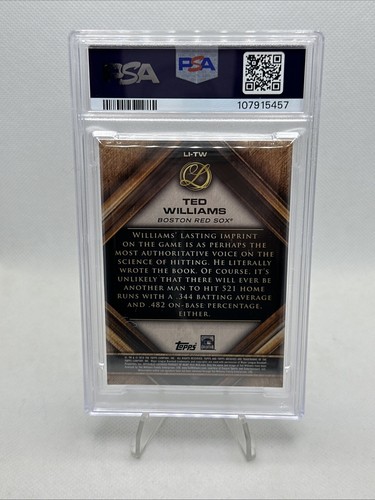 PSA
PSA
107915457
LI-TW
TED
WILLIAMS
BOSTON RED SOX®
WILLIAMS' LASTING IMPRINT
ON THE GAME IS AS PERHAPS THE
MOST AUTHORITATIVE VOICE ON THE
SCIENCE OF HITTING. HE LITERALLY
WROTE THE BOOK. OF COURSE, IT'S
UNLIKELY THAT THERE WILL EVER BE
ANOTHER MAN TO HIT 521 HOME
RUNS WITH A .344 BATTING AVERAGE
AND .482 ON-BASE PERCENTAGE,
EITHER.
Topps